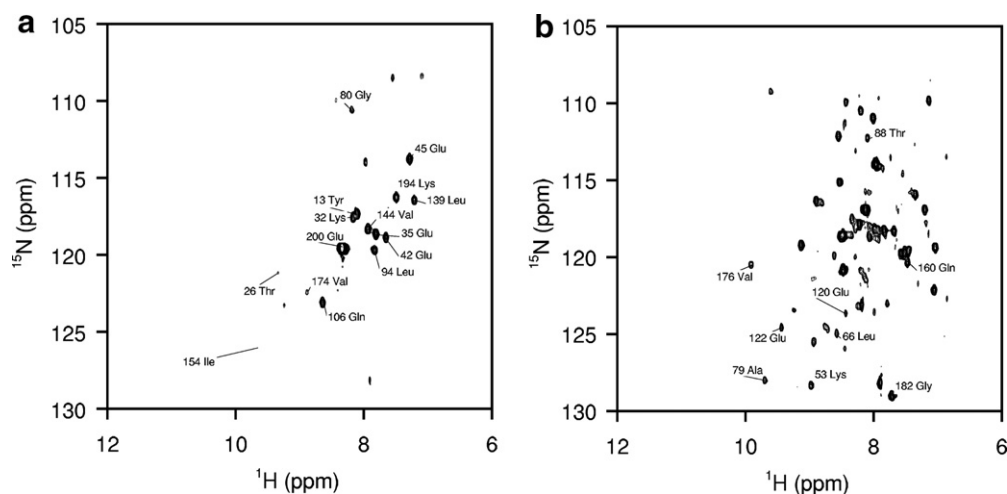 a
105
110
115
120
125
130
12
10
8
6
¹⁵N (ppm)
¹H (ppm)
80 Gly
45 Glu
194 Lys
13 Tyr
139 Leu
32 Lys
144 Val
35 Glu
200 Glu
42 Glu
94 Leu
26 Thr
174 Val
106 Gln
154 Ile
b
105
110
115
120
125
130
12
10
8
6
¹⁵N (ppm)
¹H (ppm)
88 Thr
176 Val
160 Gln
120 Glu
122 Glu
66 Leu
79 Ala
53 Lys
182 Gly